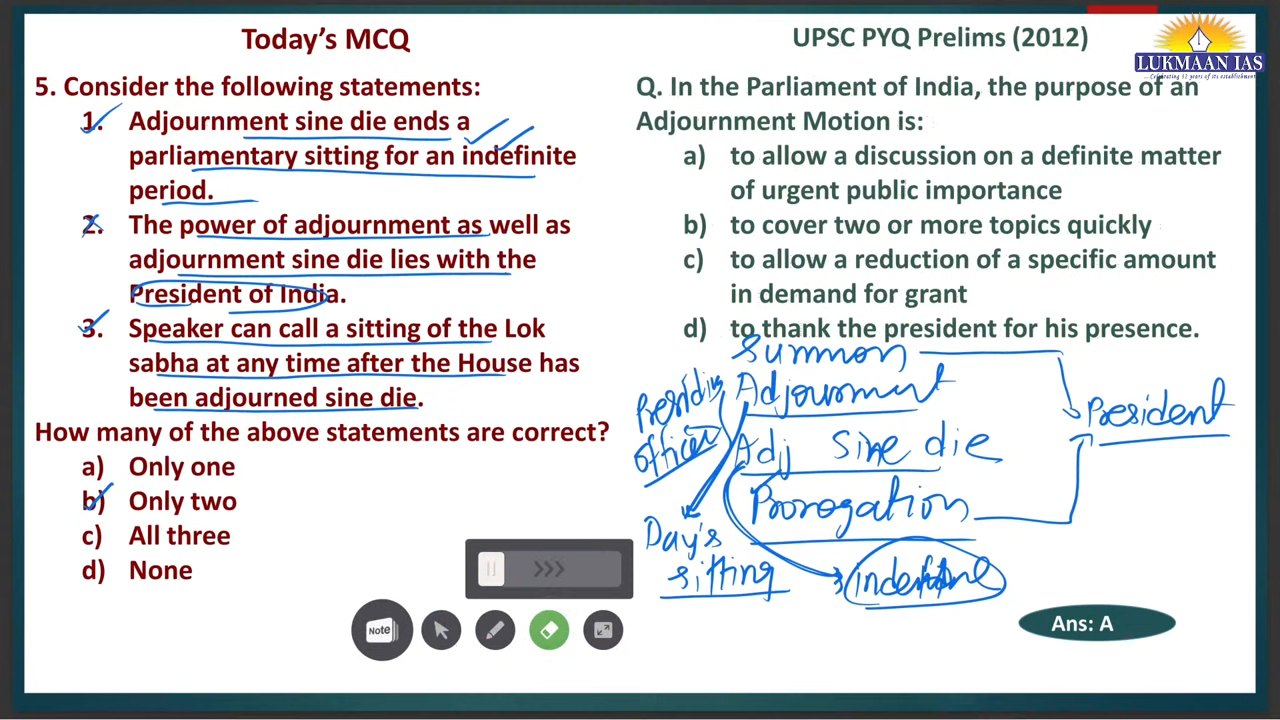 Today's MCQ
5. Consider the following statements:
1. Adjournment sine die ends a
parliamentary sitting for an indefinite
period.
2. The power of adjournment as well as
adjournment sine die lies with the
President of India.
3. Speaker can call a sitting of the Lok
sabha at any time after the House has
been adjourned sine die.
How many of the above statements are correct?
a) Only one
b) Only two
c) All three
d) None
UPSC PYQ Prelims (2012)
LUKMAAN IAS
Q. In the Parliament of India, the purpose of an
Adjournment Motion is:
a) to allow a discussion on a definite matter
of urgent public importance
b) to cover two or more topics quickly
c) to allow a reduction of a specific amount
in demand for grant
d) to thank the president for his presence.
Summon
Adjournment
Adj Sine die
Prorogation
President
officer
Day's
sitting
Ans: A
Note